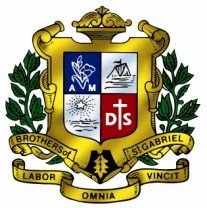 A M
D S
BROTHERS of ST GABRIEL
LABOR OMNIA VINCIT